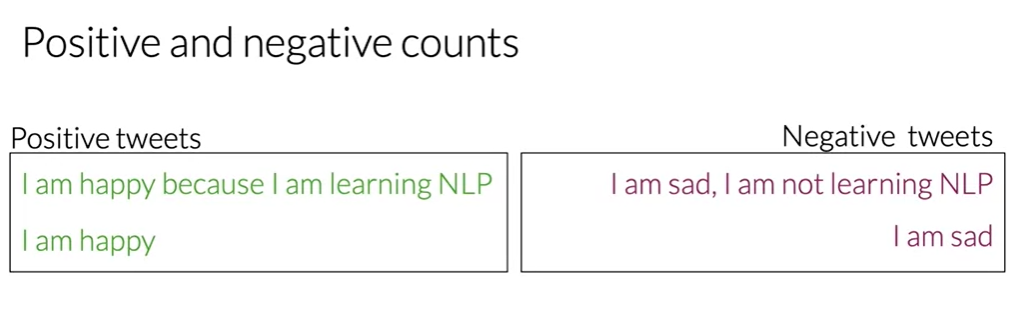 Positive and negative counts
Positive tweets
I am happy because I am learning NLP
I am happy
Negative tweets
I am sad, I am not learning NLP
I am sad